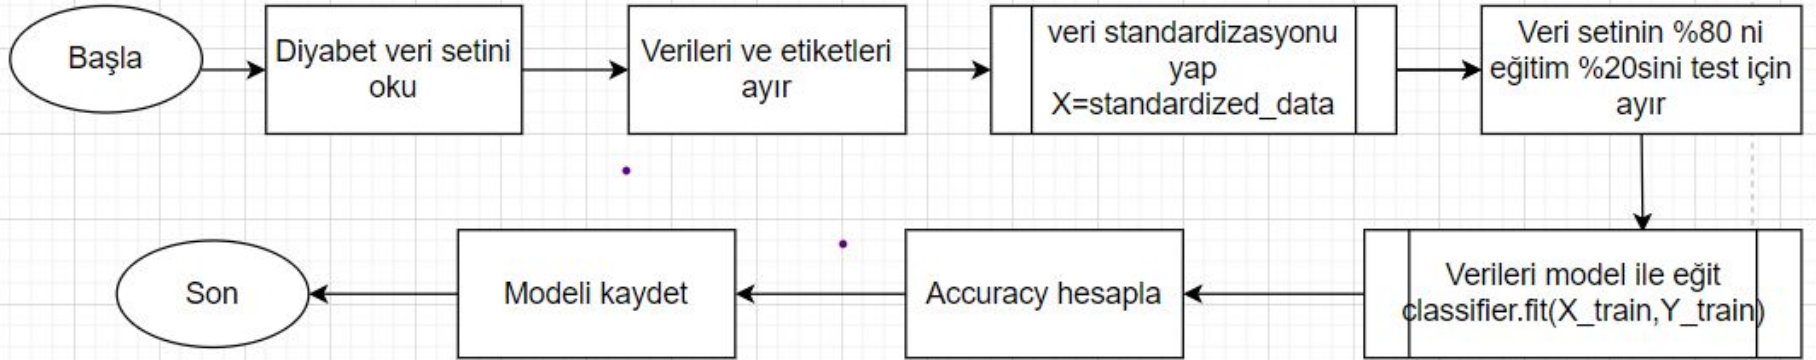 Başla
Diyabet veri setini
oku
Verileri ve etiketleri
ayır
veri standardizasyonu
yap
X=standardized_data
Veri setinin %80 ni
eğitim %20sini test için
ayır
Verileri model ile eğit
classifier.fit(X_train,Y_train)
Accuracy hesapla
Modeli kaydet
Son